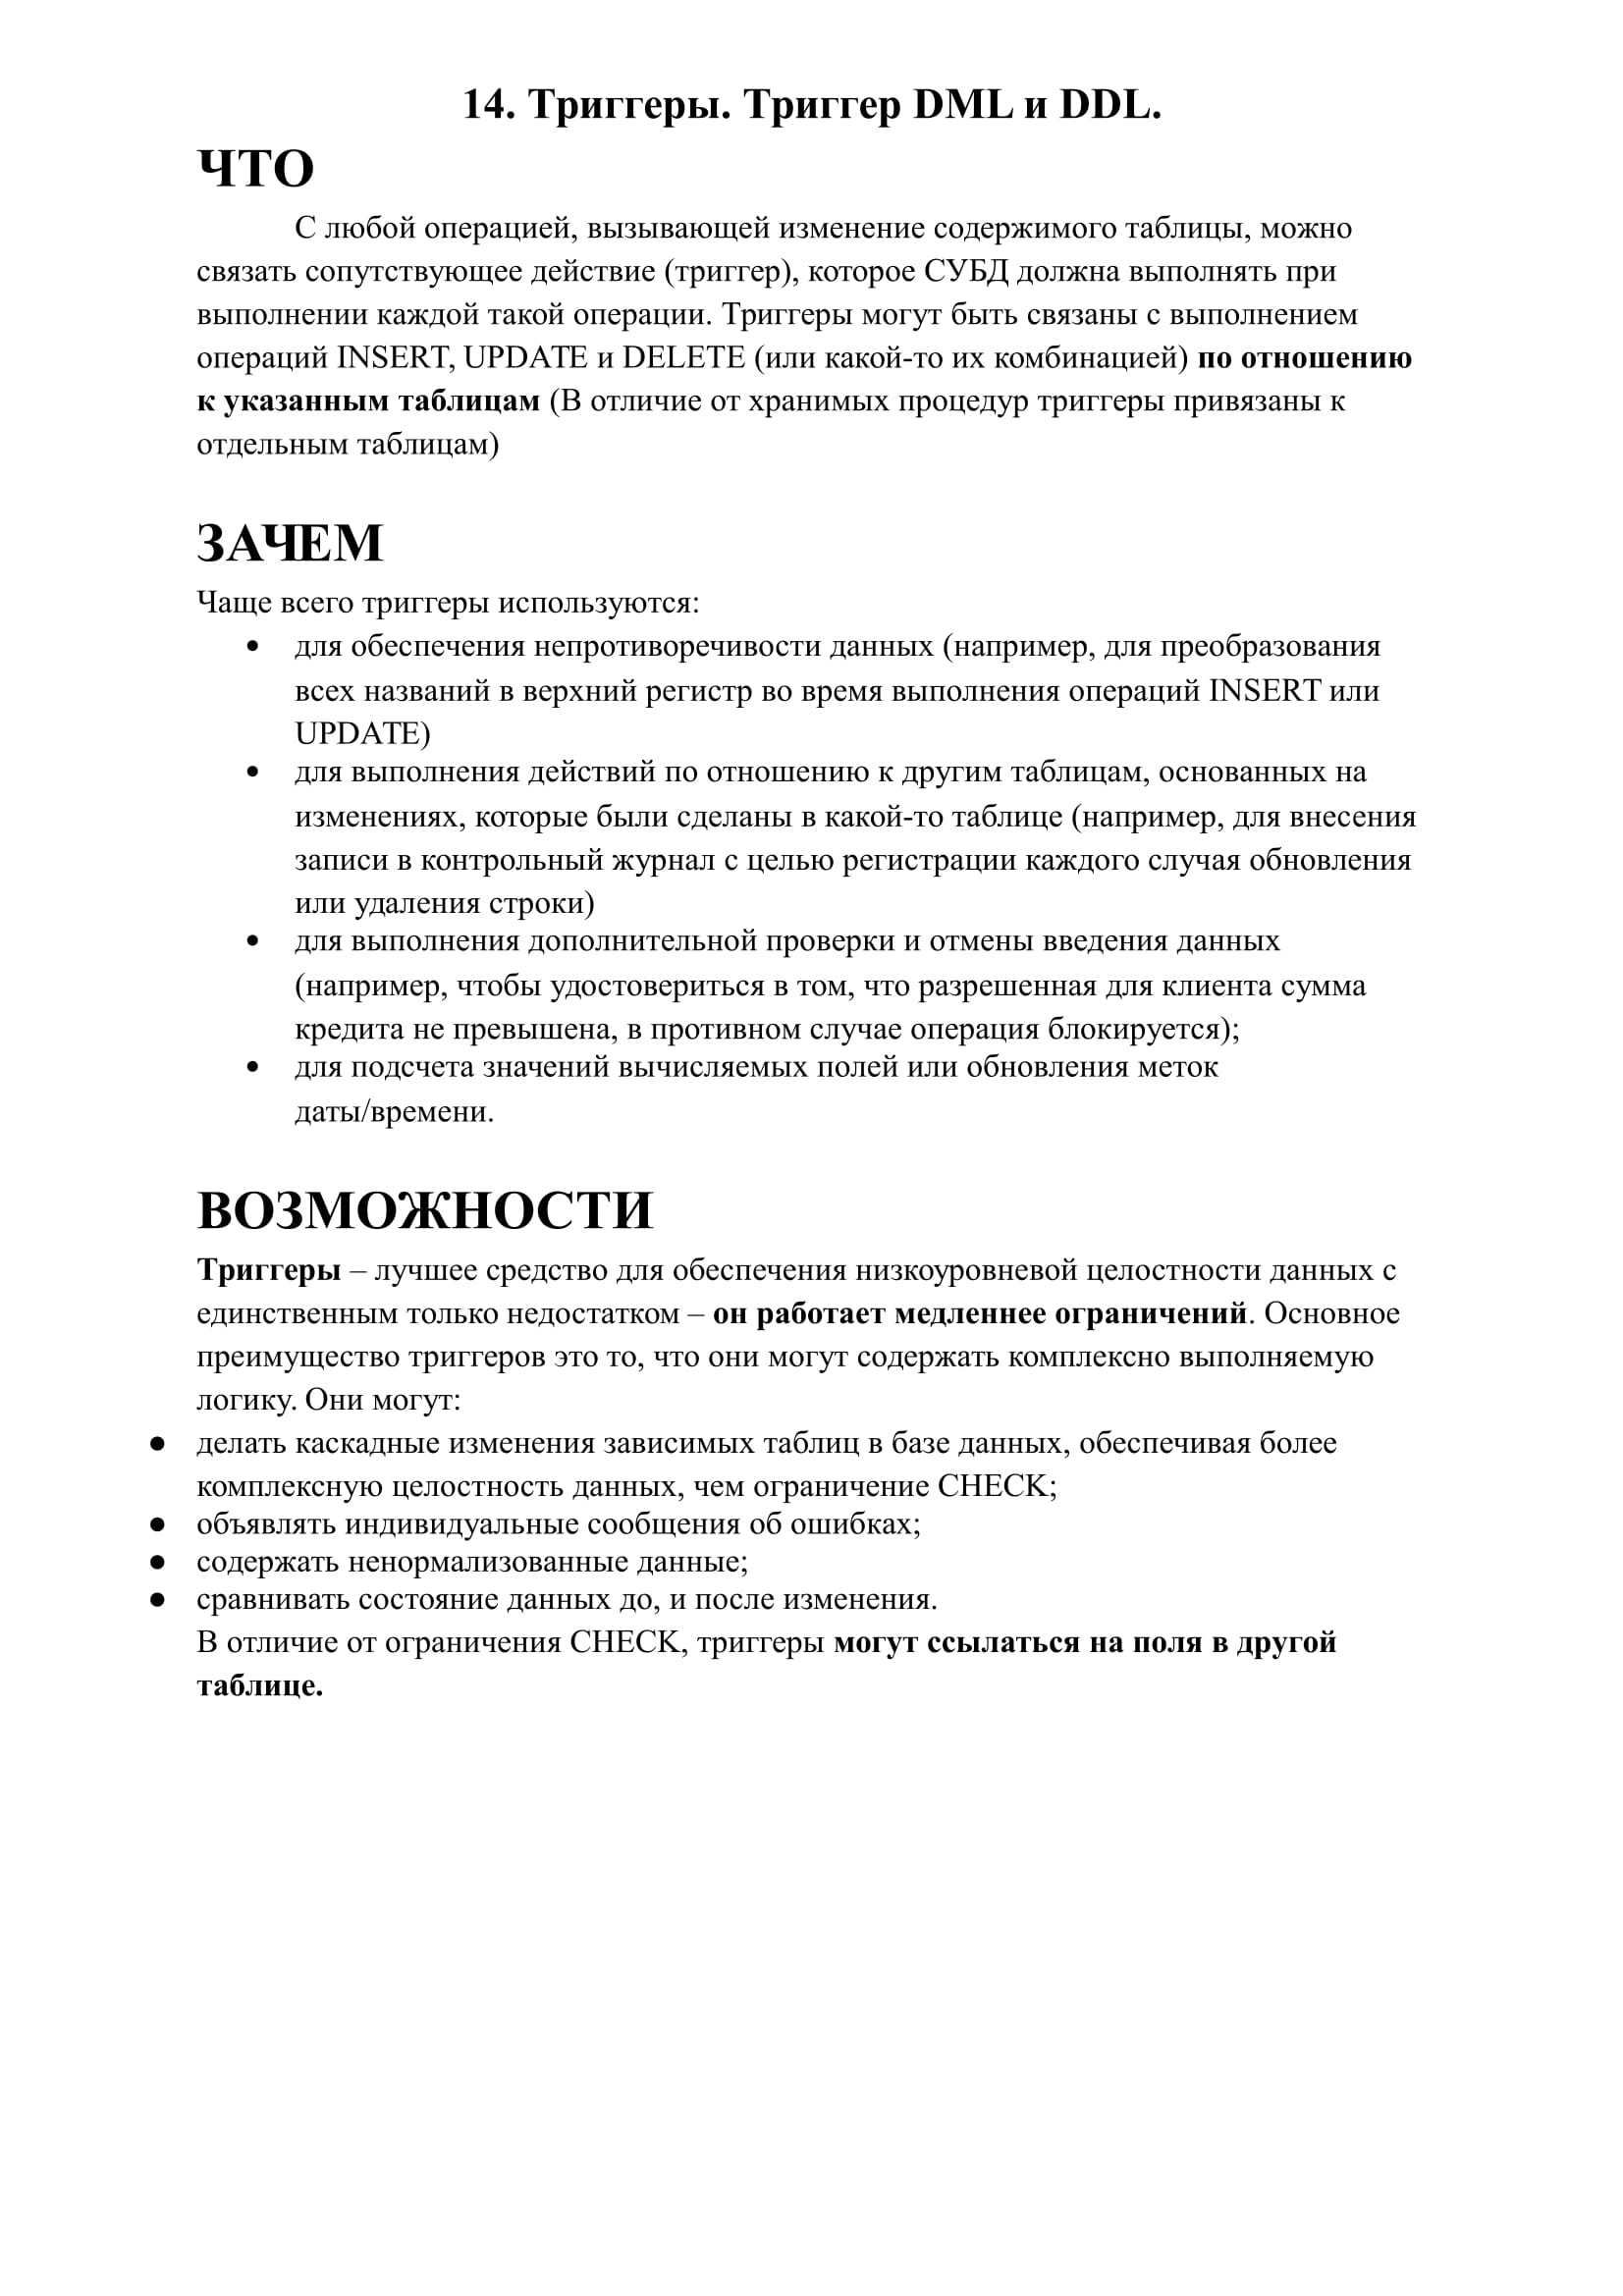 14. Триггеры. Триггер DML и DDL.
ЧТО
С любой операцией, вызывающей изменение содержимого таблицы, можно
связать сопутствующее действие (триггер), которое СУБД должна выполнять при
выполнении каждой такой операции. Триггеры могут быть связаны с выполнением
операций INSERT, UPDATE и DELETE (или какой-то их комбинацией) по отношению
к указанным таблицам (В отличие от хранимых процедур триггеры привязаны к
отдельным таблицам)
ЗАЧЕМ
Чаще всего триггеры используются:
• для обеспечения непротиворечивости данных (например, для преобразования
всех названий в верхний регистр во время выполнения операций INSERT или
UPDATE)
• для выполнения действий по отношению к другим таблицам, основанных на
изменениях, которые были сделаны в какой-то таблице (например, для внесения
записи в контрольный журнал с целью регистрации каждого случая обновления
или удаления строки)
• для выполнения дополнительной проверки и отмены введения данных
(например, чтобы удостовериться в том, что разрешенная для клиента сумма
кредита не превышена, в противном случае операция блокируется);
• для подсчета значений вычисляемых полей или обновления меток
даты/времени.
ВОЗМОЖНОСТИ
Триггеры – лучшее средство для обеспечения низкоуровневой целостности данных с
единственным только недостатком – он работает медленнее ограничений. Основное
преимущество триггеров это то, что они могут содержать комплексно выполняемую
логику. Они могут:
● делать каскадные изменения зависимых таблиц в базе данных, обеспечивая более
комплексную целостность данных, чем ограничение CHECK;
● объявлять индивидуальные сообщения об ошибках;
● содержать ненормализованные данные;
● сравнивать состояние данных до, и после изменения.
В отличие от ограничения CHECK, триггеры могут ссылаться на поля в другой
таблице.